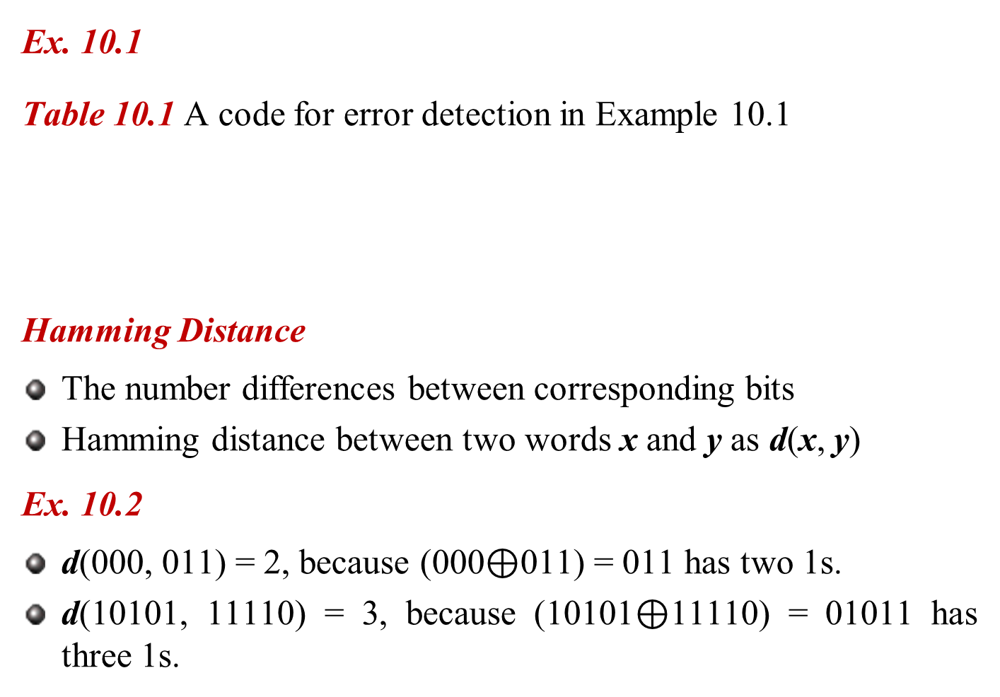 Ex. 10.1
Table 10.1 A code for error detection in Example 10.1
Hamming Distance
The number differences between corresponding bits
Hamming distance between two words x and y as d(x, y)
Ex. 10.2
d(000, 011) = 2, because (000⊕011) = 011 has two 1s.
d(10101, 11110) = 3, because (10101⊕11110) = 01011 has
three 1s.